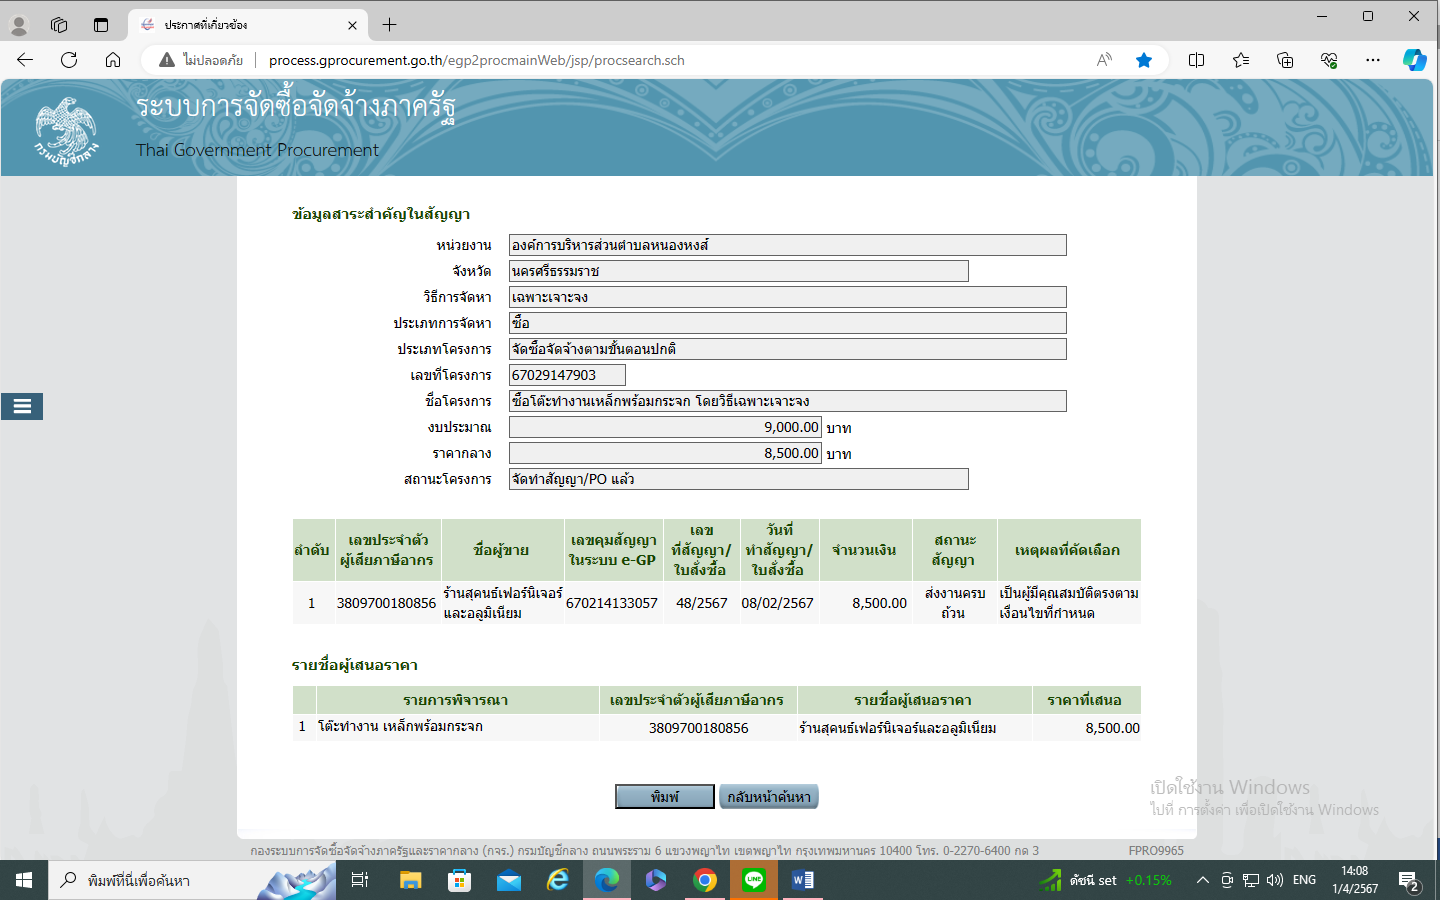 ประกาศที่เกี่ยวข้อง
ไม่ปลอดภัย
process.gprocurement.go.th/egp2procmainWeb/jsp/procsearch.sch
ระบบการจัดซื้อจัดจ้างภาครัฐ
Thai Government Procurement
กรมบัญชีกลาง
ข้อมูลสาระสำคัญในสัญญา
หน่วยงาน องค์การบริหารส่วนตำบลหนองหงส์
จังหวัด นครศรีธรรมราช
วิธีการจัดหา เฉพาะเจาะจง
ประเภทการจัดหา ซื้อ
ประเภทโครงการ จัดซื้อจัดจ้างตามขั้นตอนปกติ
เลขที่โครงการ 67029147903
ชื่อโครงการ ซื้อโต๊ะทำงานเหล็กพร้อมกระจก โดยวิธีเฉพาะเจาะจง
งบประมาณ 9,000.00 บาท
ราคากลาง 8,500.00 บาท
สถานะโครงการ จัดทำสัญญา/PO แล้ว
ลำดับ เลขประจำตัวผู้เสียภาษีอากร ชื่อผู้ขาย เลขคุมสัญญาในระบบ e-GP เลขที่สัญญา/ใบสั่งซื้อ วันที่ทำสัญญา/ใบสั่งซื้อ จำนวนเงิน สถานะสัญญา เหตุผลที่คัดเลือก
1 3809700180856 ร้านสุคนธ์เฟอร์นิเจอร์และอลูมิเนียม 670214133057 48/2567 08/02/2567 8,500.00 ส่งงานครบถ้วน เป็นผู้มีคุณสมบัติตรงตามเงื่อนไขที่กำหนด
รายชื่อผู้เสนอราคา
รายการพิจารณา เลขประจำตัวผู้เสียภาษีอากร รายชื่อผู้เสนอราคา ราคาที่เสนอ
1 โต๊ะทำงาน เหล็กพร้อมกระจก 3809700180856 ร้านสุคนธ์เฟอร์นิเจอร์และอลูมิเนียม 8,500.00
พิมพ์ กลับหน้าค้นหา
เปิดใช้งาน Windows
ไปที่ การตั้งค่า เพื่อเปิดใช้งาน Windows
กองระบบการจัดซื้อจัดจ้างภาครัฐและราคากลาง (กจร.) กรมบัญชีกลาง ถนนพระราม 6 แขวงพญาไท เขตพญาไท กรุงเทพมหานคร 10400 โทร. 0-2270-6400 กด 3 FPRO9965
พิมพ์ที่นี่เพื่อค้นหา
LINE
ดัชนี set +0.15%
ENG
14:08
1/4/2567
2